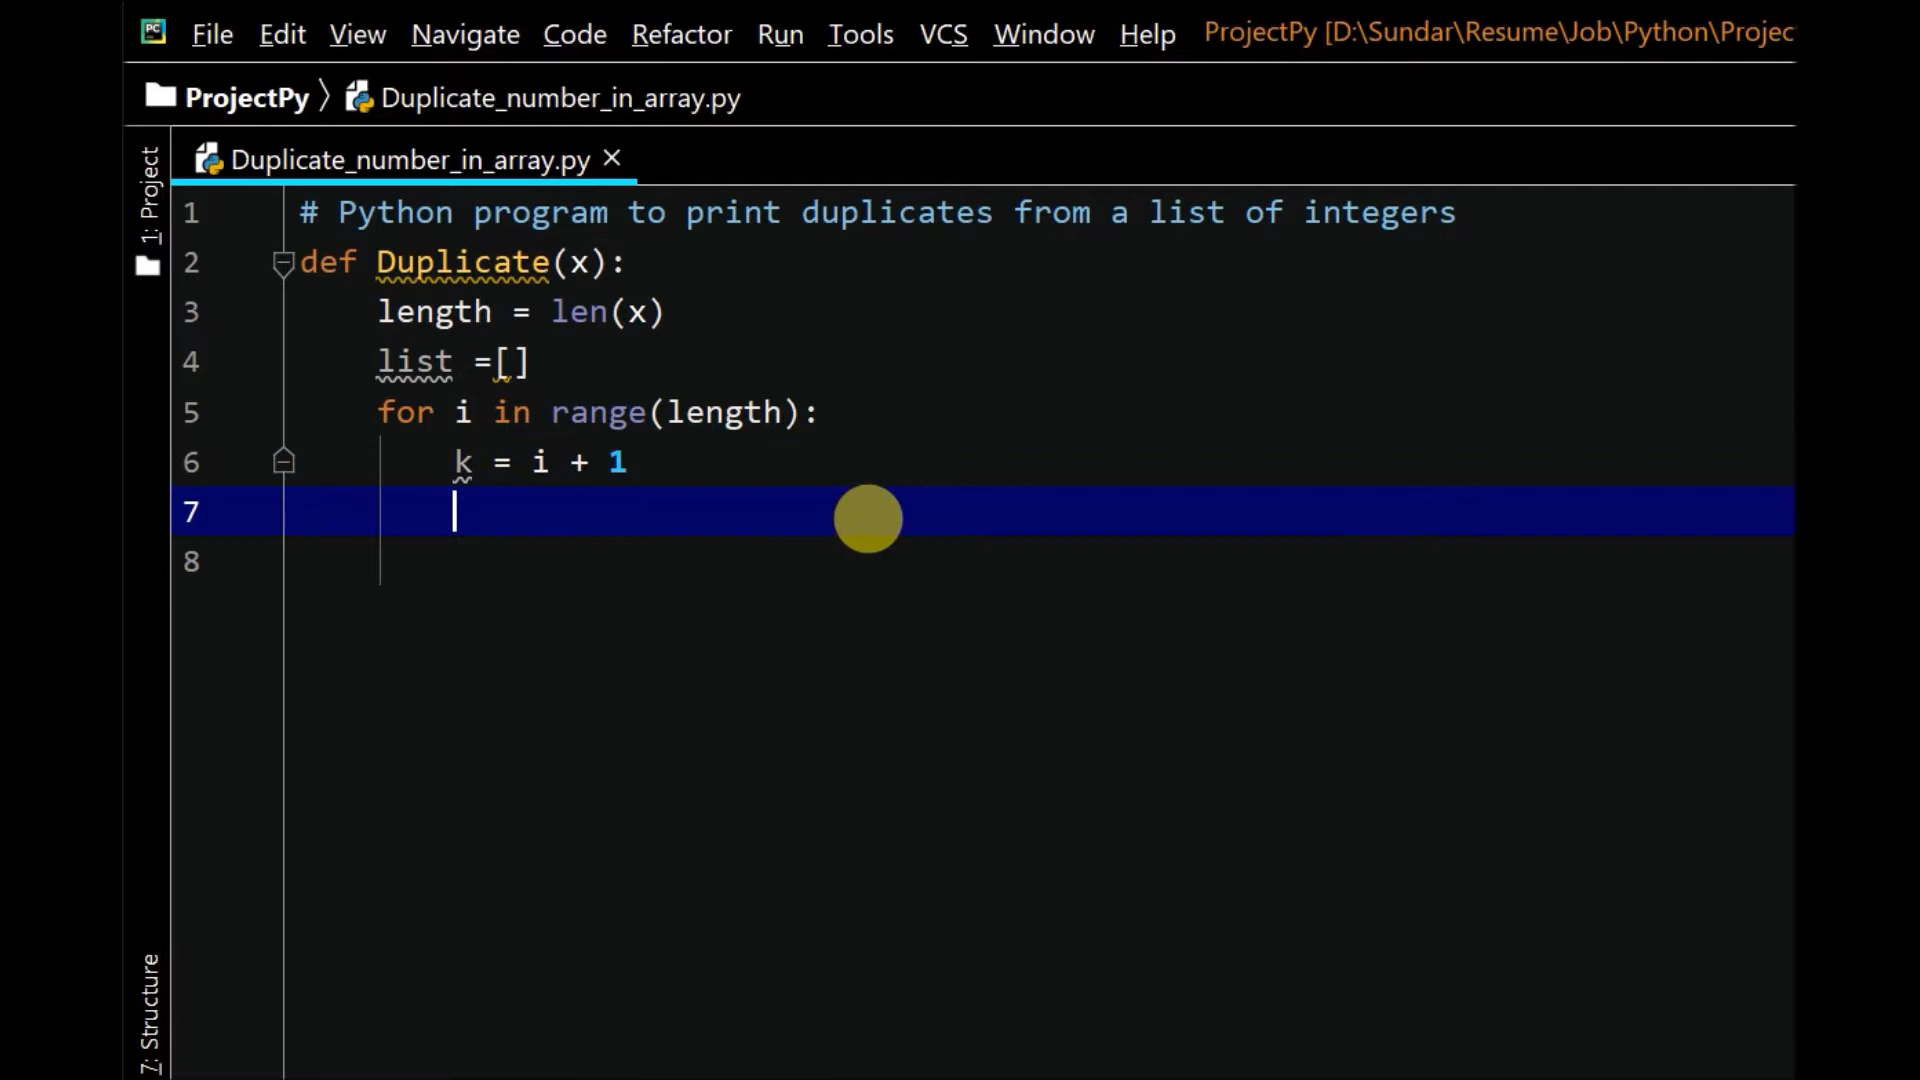 PC File Edit View Navigate Code Refactor Run Tools VCS Window Help ProjectPy [D:\Sundar\Resume\Job\Python\Projec
ProjectPy Duplicate_number_in_array.py
Duplicate_number_in_array.py
1: Project
1 # Python program to print duplicates from a list of integers
2 def Duplicate(x):
3 length = len(x)
4 list =[]
5 for i in range(length):
6 k = i + 1
7
8
7: Structure